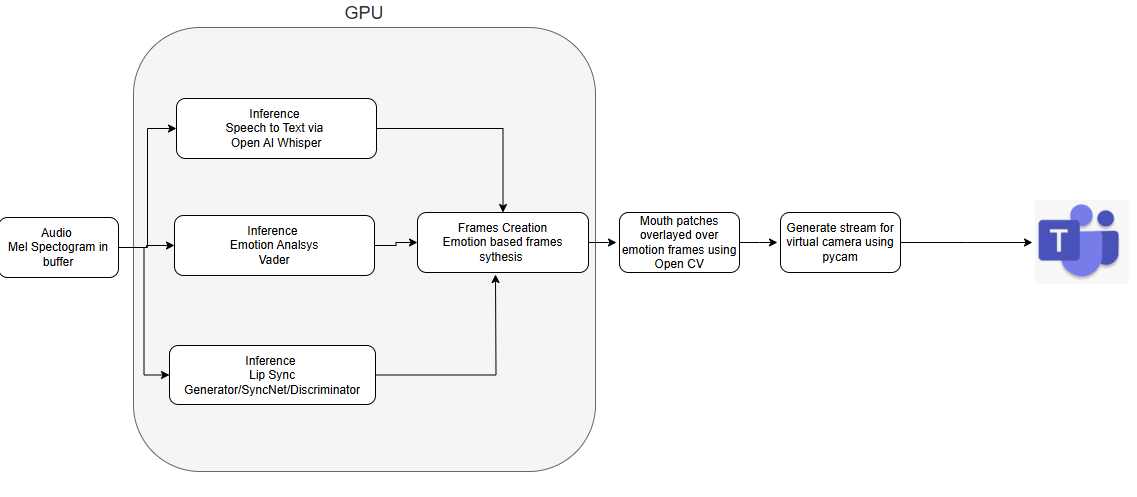 GPU
Inference
Speech to Text via
Open AI Whisper
Audio
Mel Spectogram in
buffer
Inference
Emotion Analsys
Vader
Frames Creation
Emotion based frames
sythesis
Mouth patches
overlayed over
emotion frames using
Open CV
Generate stream for
virtual camera using
pycam
T
Inference
Lip Sync
Generator/SyncNet/Discriminator